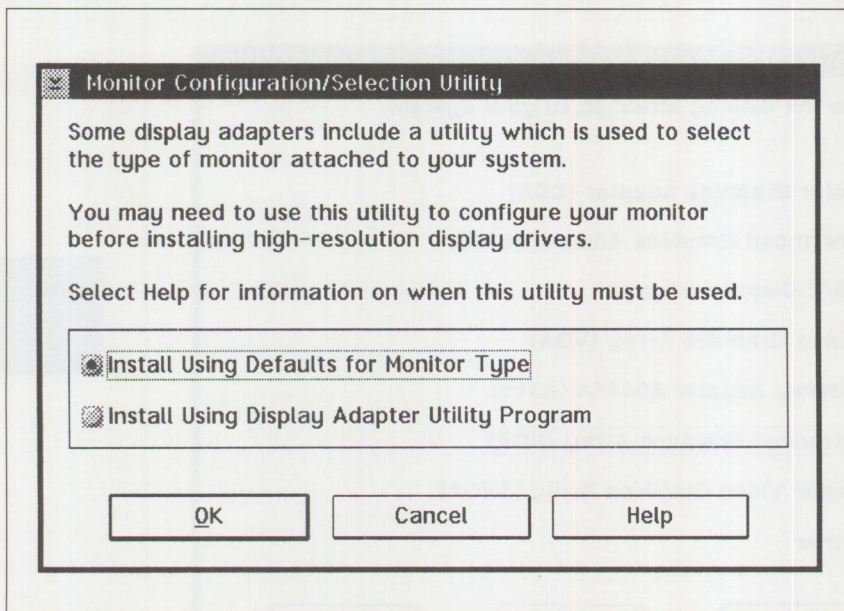 Monitor Configuration/Selection Utility
Some display adapters include a utility which is used to select
the type of monitor attached to your system.
You may need to use this utility to configure your monitor
before installing high-resolution display drivers.
Select Help for information on when this utility must be used.
Install Using Defaults for Monitor Type
Install Using Display Adapter Utility Program
OK
Cancel
Help